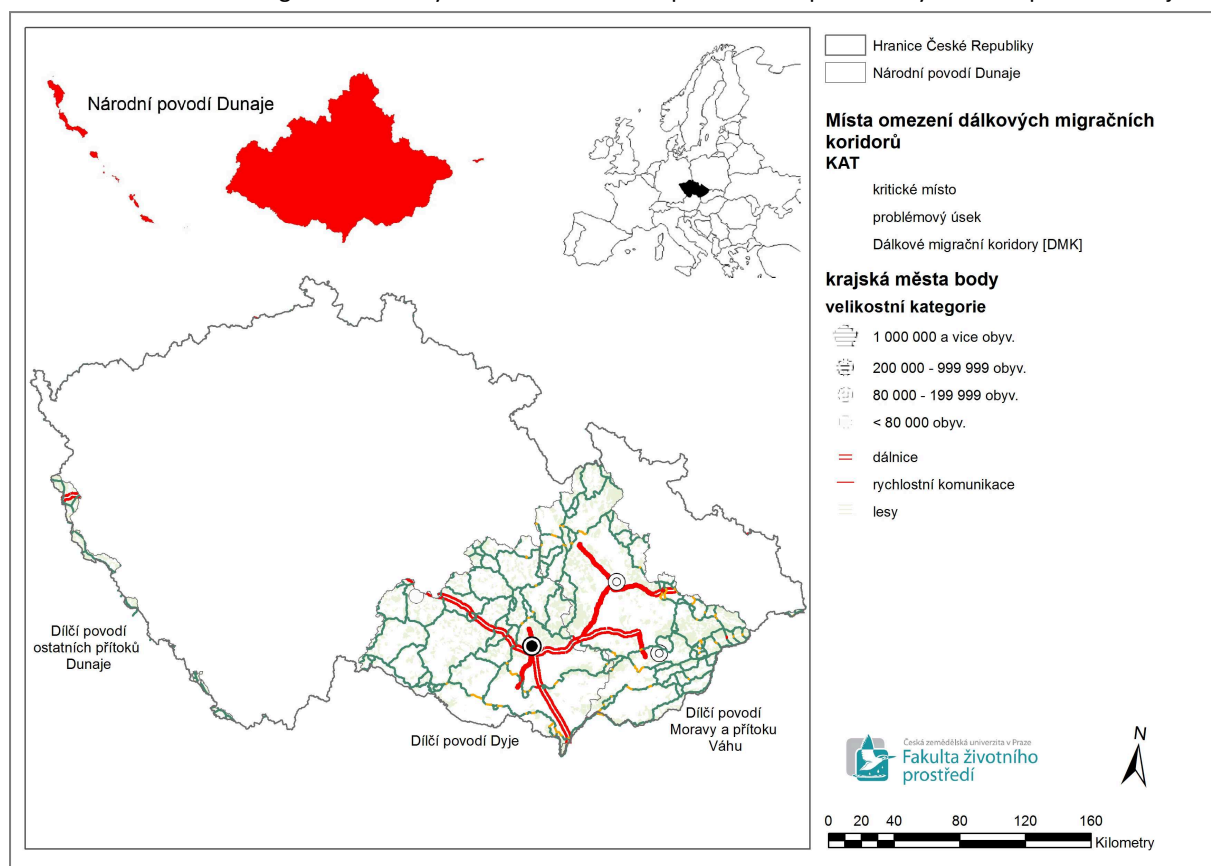 Národní povodí Dunaje
Dílčí povodí
ostatních přítoků
Dunaje
Dílčí povodí Dyje
Dílčí povodí
Moravy a přítoku
Váhu
Hranice České Republiky
Národní povodí Dunaje
Místa omezení dálkových migračních
koridorů
KAT
kritické místo
problémový úsek
Dálkové migrační koridory [DMK]
krajská města body
velikostní kategorie
1 000 000 a vice obyv.
200 000 - 999 999 obyv.
80 000 - 199 999 obyv.
< 80 000 obyv.
dálnice
rychlostní komunikace
lesy
Česká zemědělská univerzita v Praze
Fakulta životního
prostředí
N
0 20 40 80 120 160
Kilometry